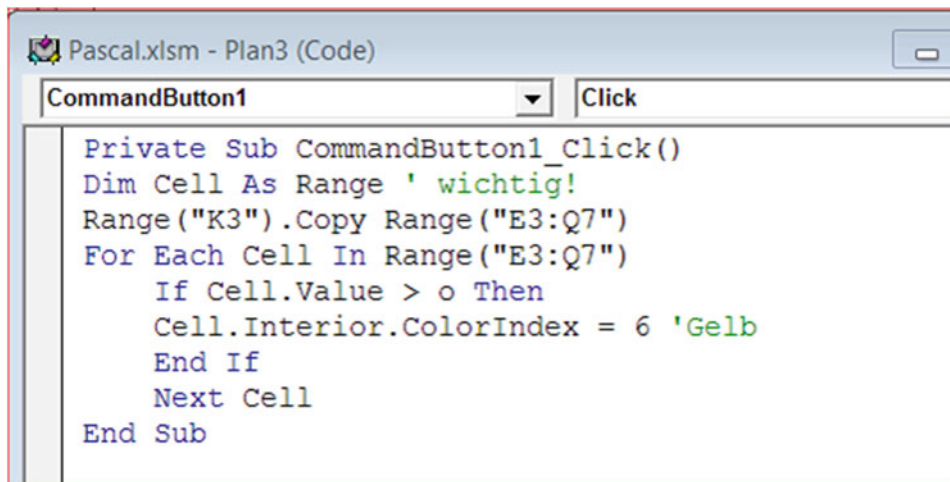 Pascal.xlsm - Plan3 (Code)
CommandButton1 Click
Private Sub CommandButton1_Click()
Dim Cell As Range ' wichtig!
Range("K3").Copy Range("E3:Q7")
For Each Cell In Range("E3:Q7")
If Cell.Value > o Then
Cell.Interior.ColorIndex = 6 'Gelb
End If
Next Cell
End Sub